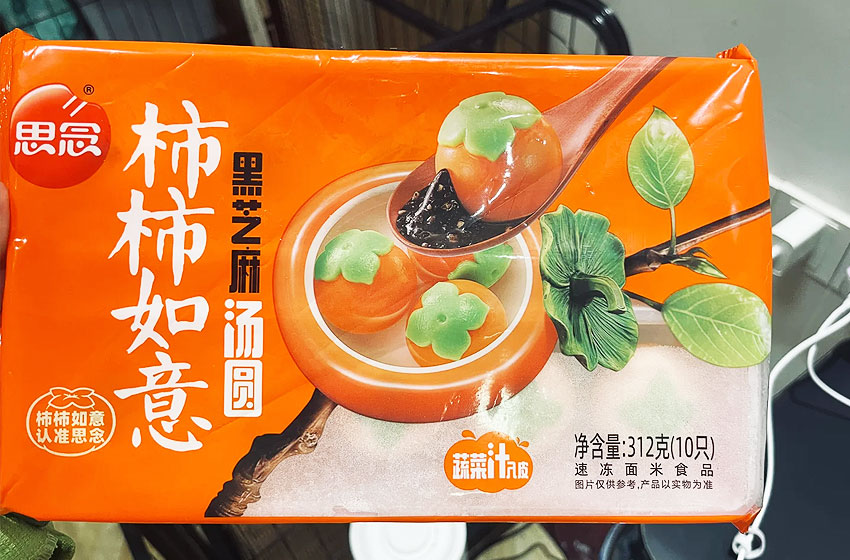 思念®
柿柿如意
黑芝麻汤圆
柿柿如意
认准思念
蔬菜汁入皮
净含量:312克(10只)
速冻面米食品
图片仅供参考,产品以实物为准